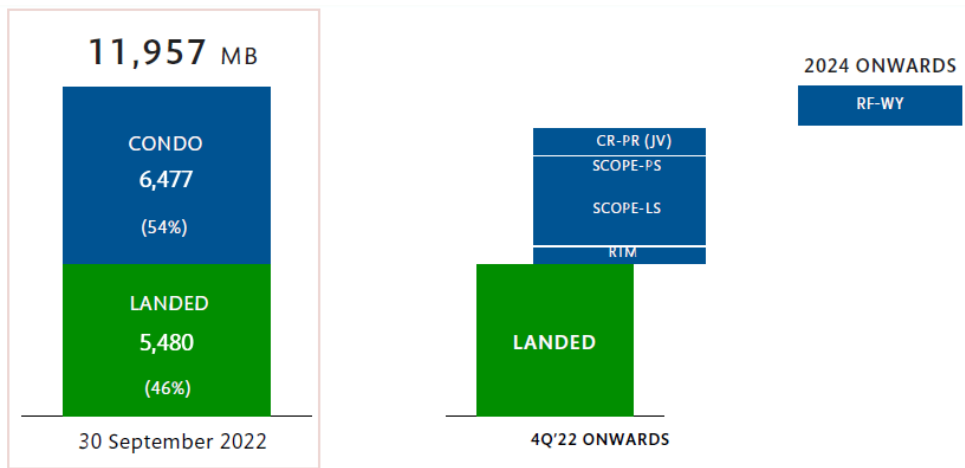 11,957 MB
CONDO
6,477
(54%)
LANDED
5,480
(46%)
30 September 2022
2024 ONWARDS
RF-WY
CR-PR (JV)
SCOPE-PS
SCOPE-LS
RTM
LANDED
4Q'22 ONWARDS